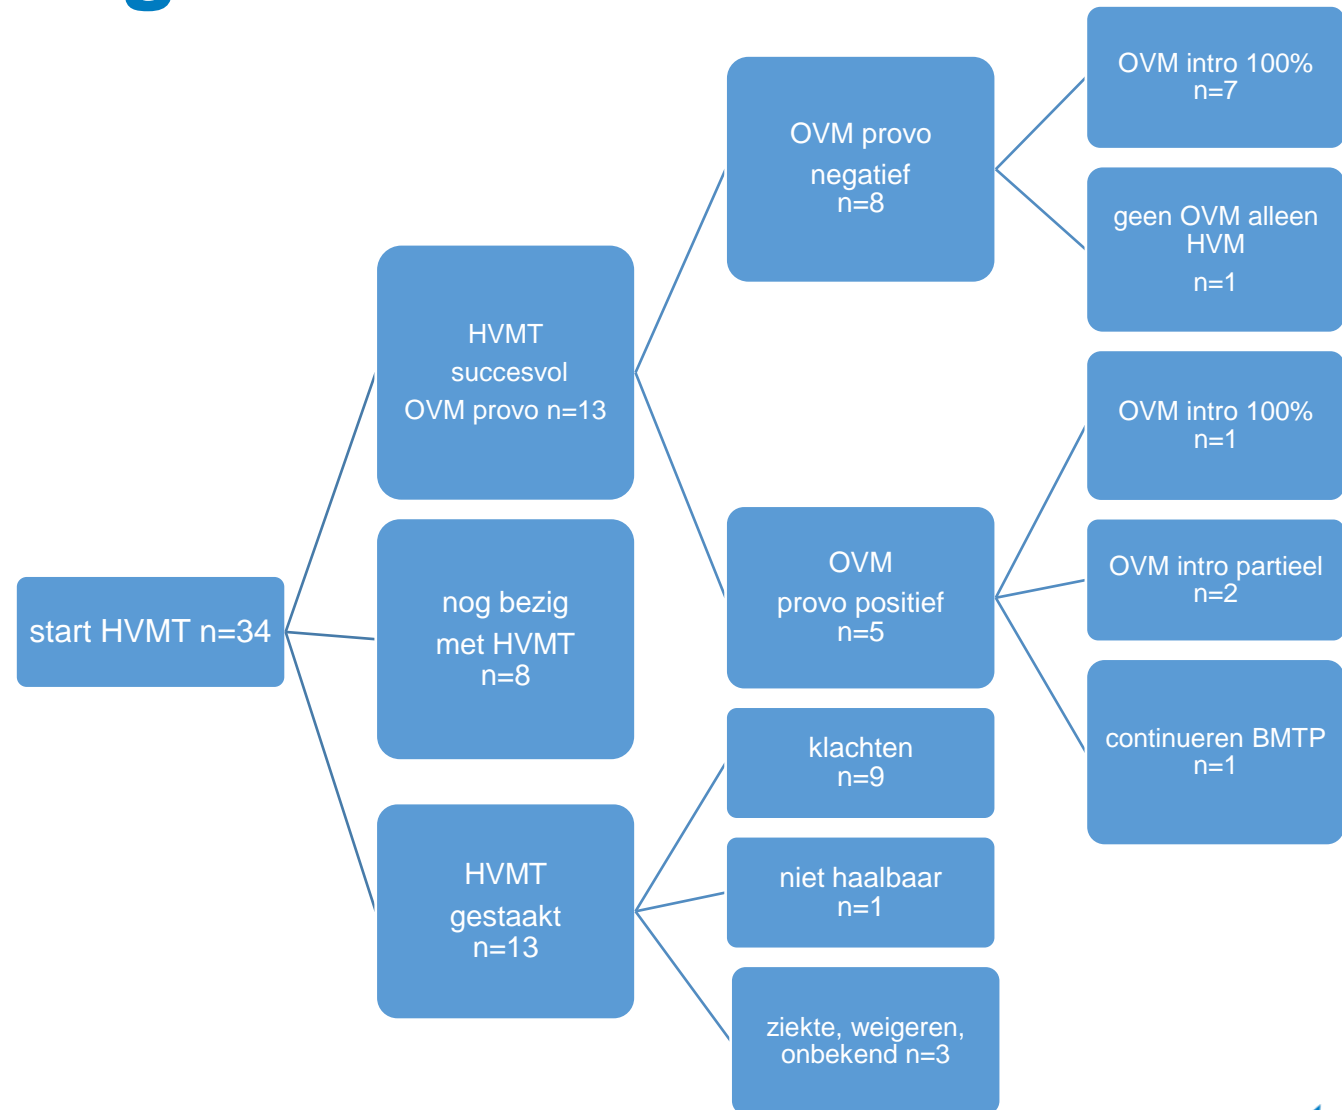 start HVMT n=34
HVMT
succesvol
OVM provo n=13
nog bezig
met HVMT
n=8
HVMT
gestaakt
n=13
OVM provo
negatief
n=8
OVM
provo positief
n=5
klachten
n=9
niet haalbaar
n=1
ziekte, weigeren,
onbekend n=3
OVM intro 100%
n=7
geen OVM alleen
HVM
n=1
OVM intro 100%
n=1
OVM intro partieel
n=2
continueren BMTP
n=1